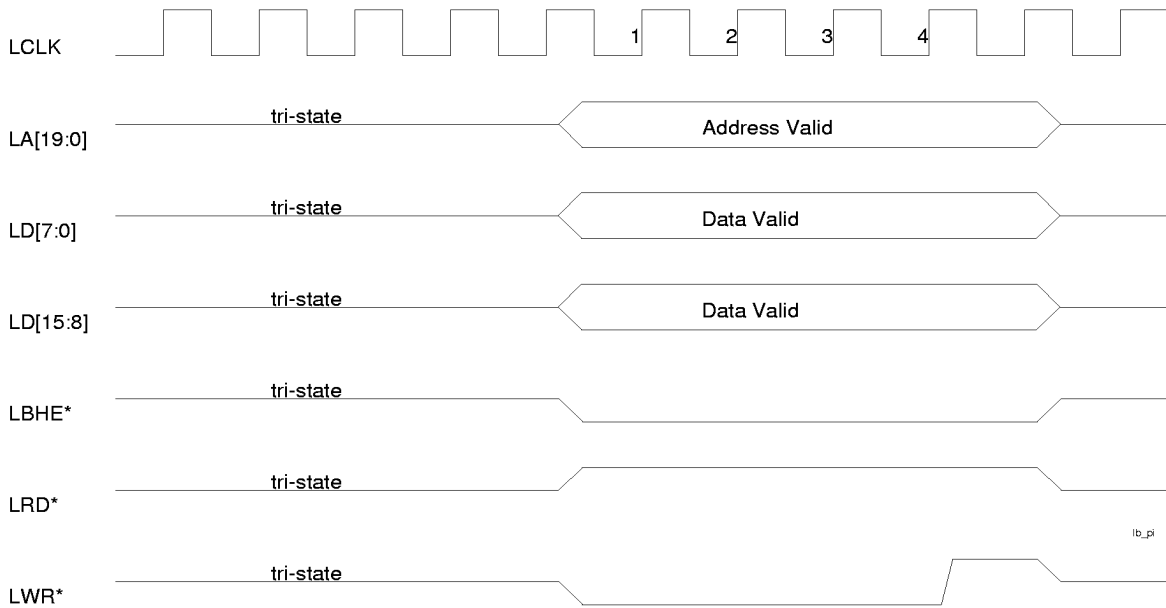 LCLK
1 2 3 4
LA[19:0]
tri-state
Address Valid
LD[7:0]
tri-state
Data Valid
LD[15:8]
tri-state
Data Valid
LBHE*
tri-state
LRD*
tri-state
lb_pi
LWR*
tri-state